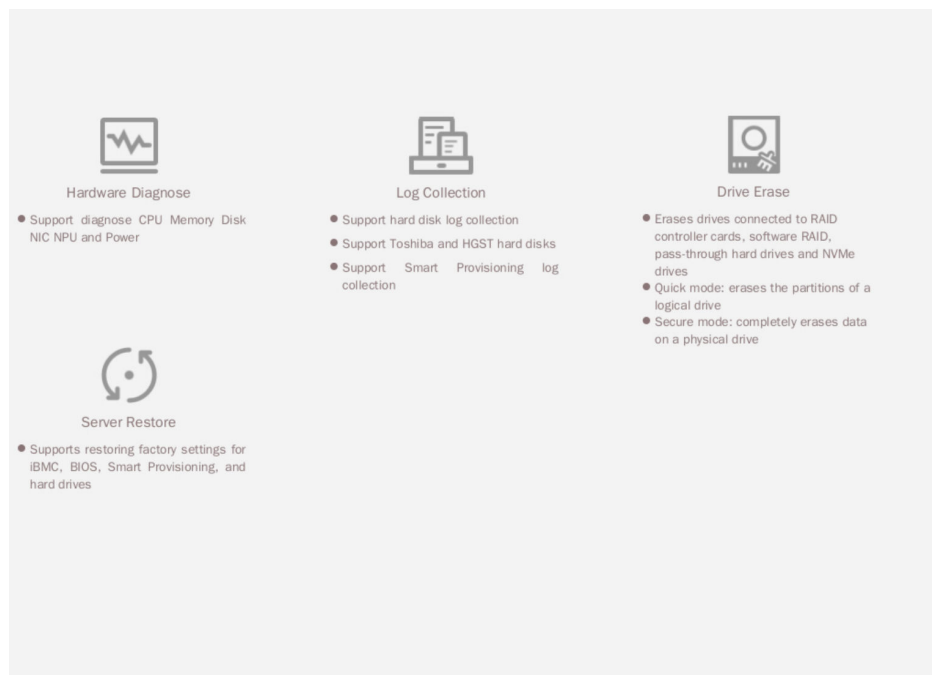 Hardware Diagnose
Support diagnose CPU Memory Disk
NIC NPU and Power
Log Collection
Support hard disk log collection
Support Toshiba and HGST hard disks
Support Smart Provisioning log
collection
Drive Erase
Erases drives connected to RAID
controller cards, software RAID,
pass-through hard drives and NVMe
drives
Quick mode: erases the partitions of a
logical drive
Secure mode: completely erases data
on a physical drive
Server Restore
Supports restoring factory settings for
iBMC, BIOS, Smart Provisioning, and
hard drives